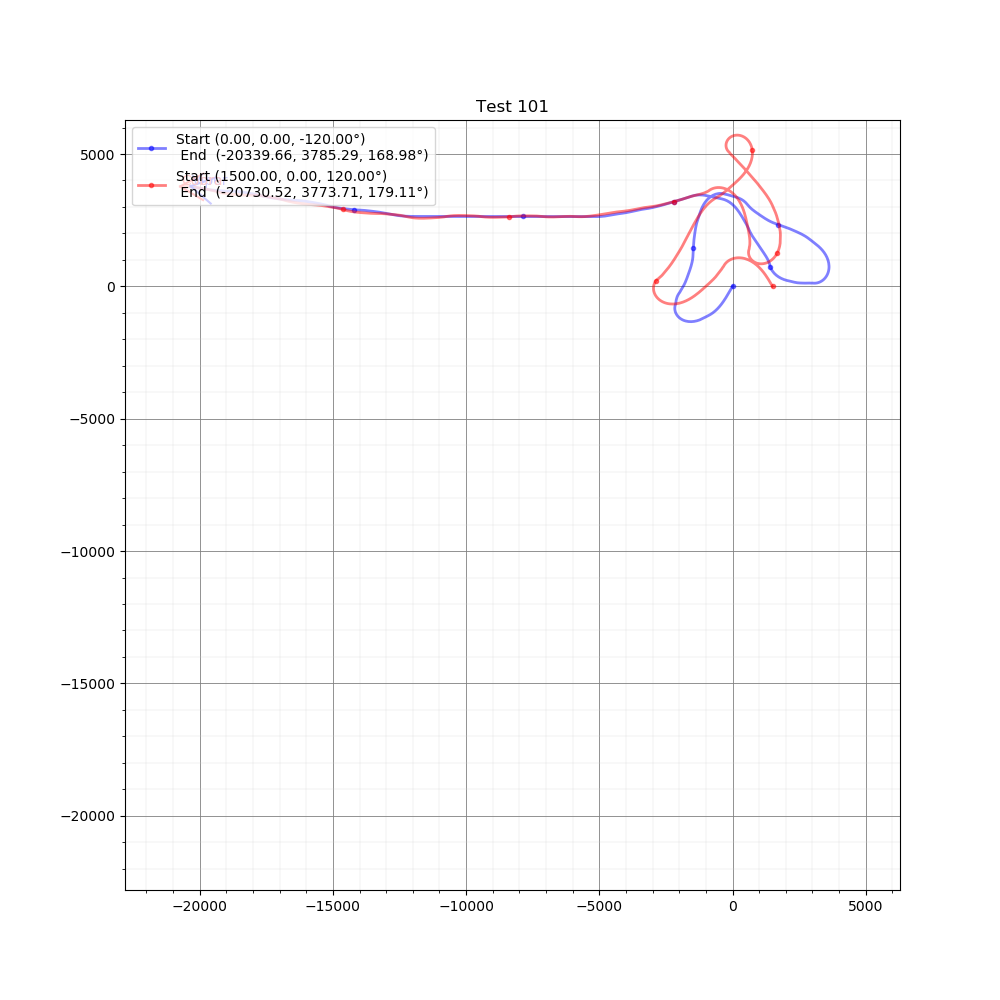 Test 101
Start (0.00, 0.00, -120.00°)
End  (-20339.66, 3785.29, 168.98°)
Start (1500.00, 0.00, 120.00°)
End  (-20730.52, 3773.71, 179.11°)
5000
0
−5000
−10000
−15000
−20000
−20000 −15000 −10000 −5000 0 5000